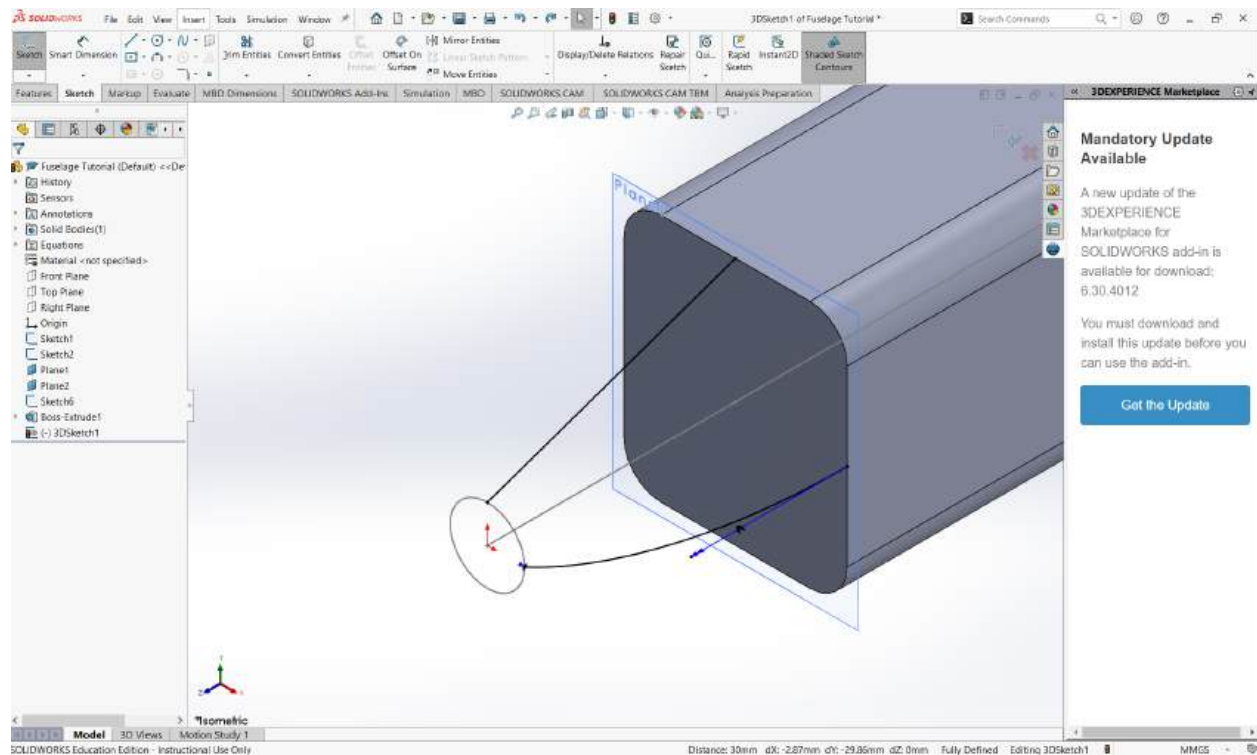 SOLIDWORKS File Edit View Insert Tools Simulation Window 3DSketch1 of Fuselage Tutorial * Search Commands
Sketch Smart Dimension Trim Entities Convert Entities Offset Entities Offset On Surface Mirror Entities Linear Sketch Pattern Move Entities Display/Delete Relations Repair Sketch Qui... Rapid Sketch Instant2D Shaded Sketch Contours
Features Sketch Markup Evaluate MBD Dimensions SOLIDWORKS Add-Ins Simulation MBD SOLIDWORKS CAM SOLIDWORKS CAM TBM Analysis Preparation
3DEXPERIENCE Marketplace
Mandatory Update
Available
A new update of the
3DEXPERIENCE
Marketplace for
SOLIDWORKS add-in is
available for download:
6.30.4012
You must download and
install this update before you
can use the add-in.
Get the Update
Fuselage Tutorial (Default) <<De
History
Sensors
Annotations
Solid Bodies(1)
Equations
Material <not specified>
Front Plane
Top Plane
Right Plane
Origin
Sketch1
Sketch2
Plane1
Plane2
Sketch6
Boss-Extrude1
(-) 3DSketch1
Plane
Y
Z
X
*Isometric
Model 3D Views Motion Study 1
SOLIDWORKS Education Edition - Instructional Use Only Distance: 30mm dX: -2.87mm dY: -29.86mm dZ: 0mm Fully Defined Editing 3DSketch1 MMGS